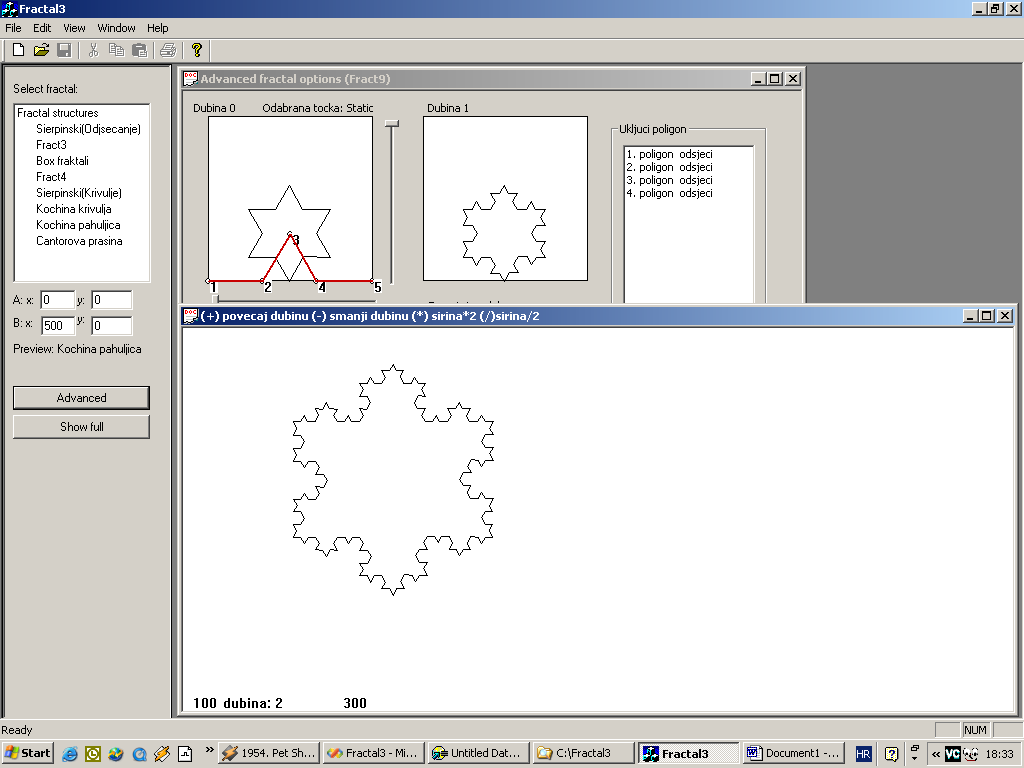 Fractal3
File Edit View Window Help
Select fractal:
Fractal structures
Sierpinski(Odjsecanje)
Fract3
Box fraktali
Fract4
Sierpinski(Krivulje)
Kochina krivulja
Kochina pahuljica
Cantorova prasina
A: x: 0 y: 0
B: x: 500 y: 0
Preview: Kochina pahuljica
Advanced
Show full
Advanced fractal options (Fract9)
Dubina 0 Odabrana tocka: Static Dubina 1
Ukljuci poligon
1. poligon odsjeci
2. poligon odsjeci
3. poligon odsjeci
4. poligon odsjeci
3
1 2 4 5
(+) povecaj dubinu (-) smanji dubinu (*) sirina*2 (/)sirina/2
100 dubina: 2 300
Ready NUM
Start 1954. Pet Sh... Fractal3 - Mi... Untitled Dat... C:\Fractal3 Fractal3 Document1 -... HR « VC 18:33